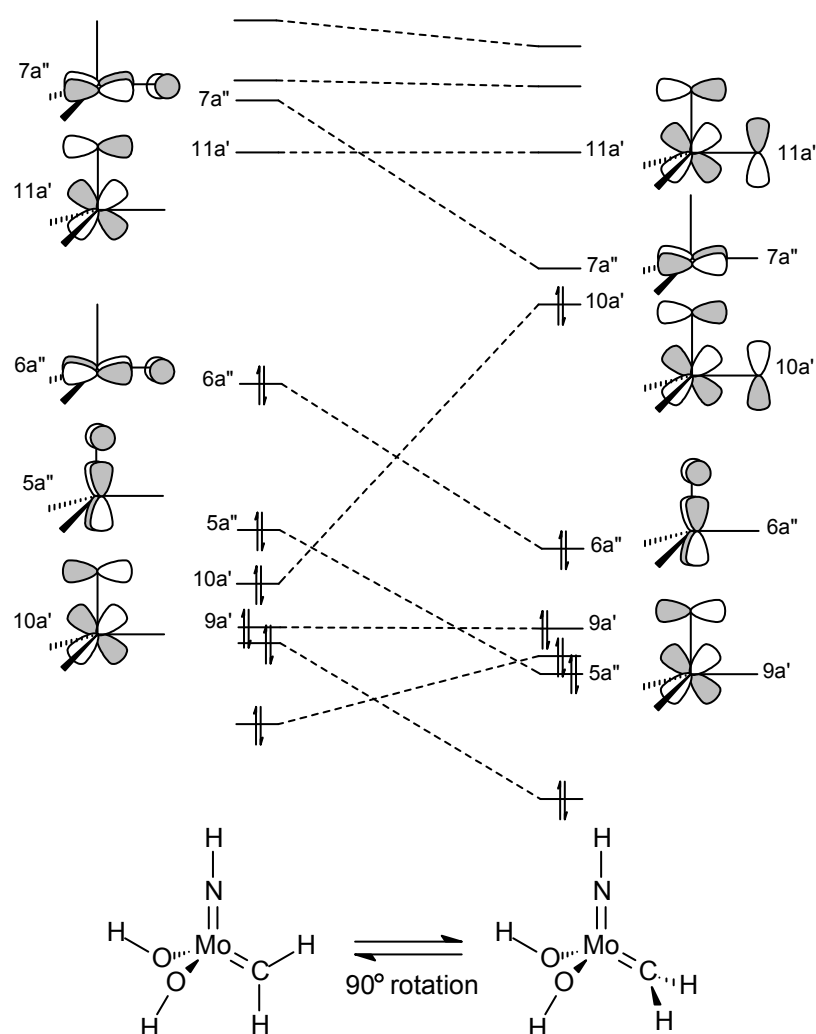 7a"
7a"
11a'
11a'
11a'
11a'
7a"
7a"
10a'
6a"
6a"
10a'
5a"
5a"
6a"
6a"
10a'
10a'
9a'
9a'
5a"
9a'
H H
N N
H Mo H H Mo
O C O C H
O O
H H H H
90° rotation